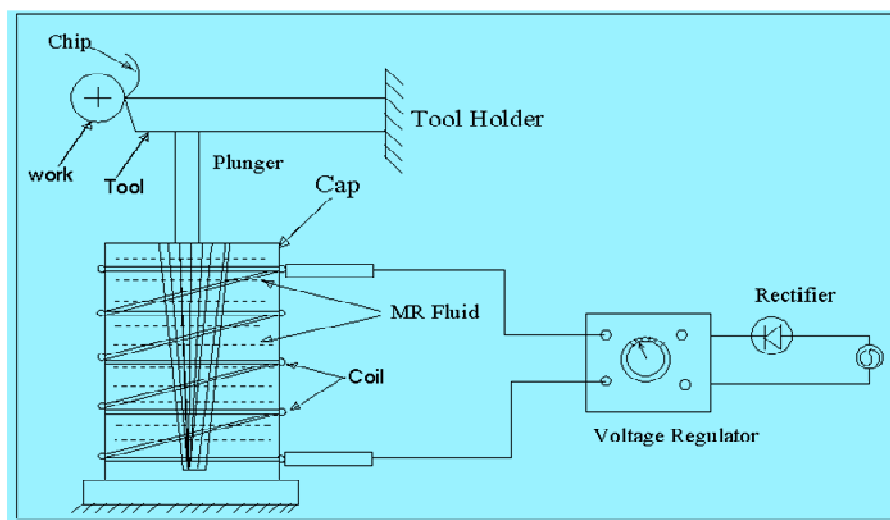 Chip
Tool Holder
work
Tool
Plunger
Cap
MR Fluid
Coil
Rectifier
Voltage Regulator